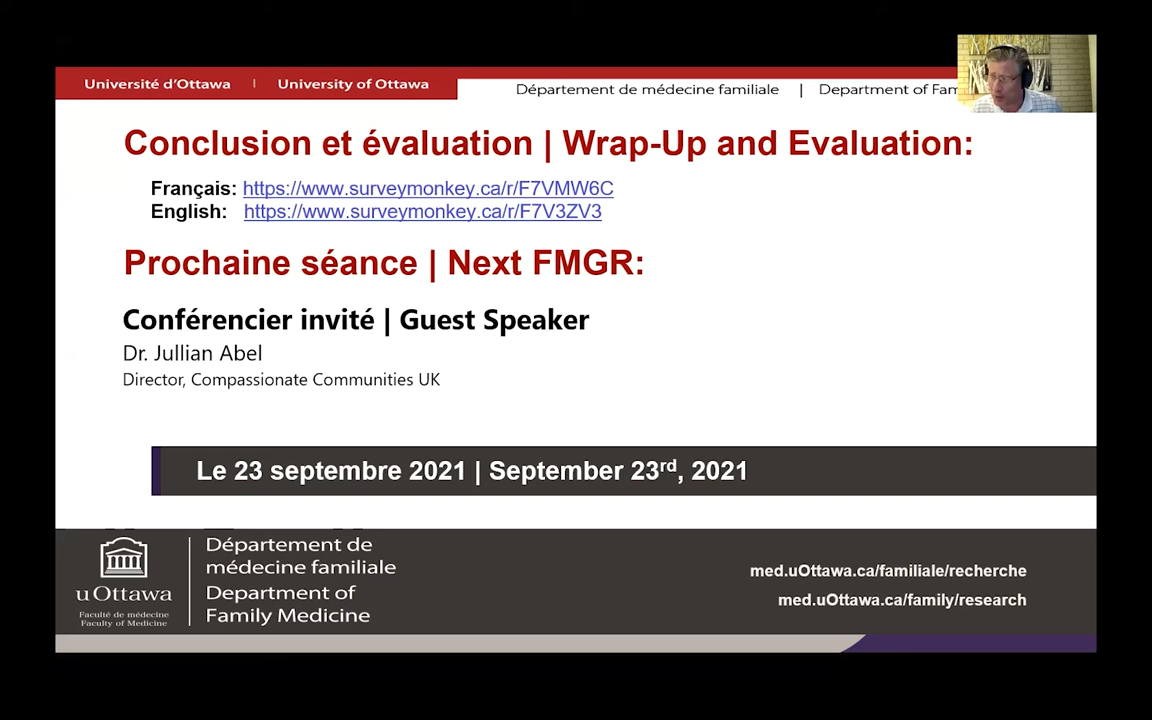 Université d'Ottawa | University of Ottawa
Département de médecine familiale | Department of Fam
Conclusion et évaluation | Wrap-Up and Evaluation:
Français: https://www.surveymonkey.ca/r/F7VMW6C
English: https://www.surveymonkey.ca/r/F7V3ZV3
Prochaine séance | Next FMGR:
Conférencier invité | Guest Speaker
Dr. Jullian Abel
Director, Compassionate Communities UK
Le 23 septembre 2021 | September 23rd, 2021
uOttawa
Faculté de médecine
Faculty of Medicine
Département de
médecine familiale
Department of
Family Medicine
med.uOttawa.ca/familiale/recherche
med.uOttawa.ca/family/research